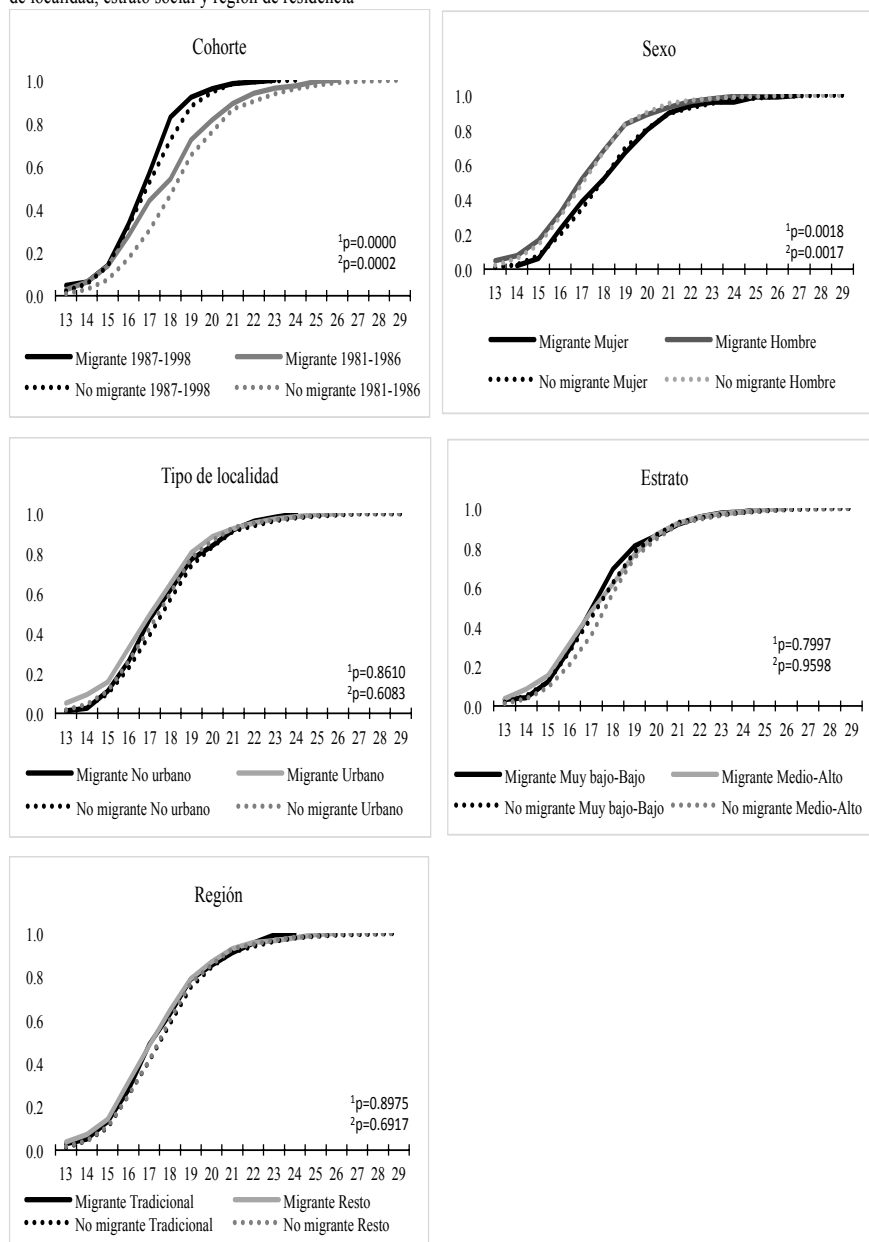 de localidad, estrato social y región de residencia
Cohorte
1.0
0.8
0.6
0.4
0.2
0.0
¹p=0.0000
²p=0.0002
13 14 15 16 17 18 19 20 21 22 23 24 25 26 27 28 29
Migrante 1987-1998 Migrante 1981-1986
No migrante 1987-1998 No migrante 1981-1986
Sexo
1.0
0.8
0.6
0.4
0.2
0.0
¹p=0.0018
²p=0.0017
13 14 15 16 17 18 19 20 21 22 23 24 25 26 27 28 29
Migrante Mujer Migrante Hombre
No migrante Mujer No migrante Hombre
Tipo de localidad
1.0
0.8
0.6
0.4
0.2
0.0
¹p=0.8610
²p=0.6083
13 14 15 16 17 18 19 20 21 22 23 24 25 26 27 28 29
Migrante No urbano Migrante Urbano
No migrante No urbano No migrante Urbano
Estrato
1.0
0.8
0.6
0.4
0.2
0.0
¹p=0.7997
²p=0.9598
13 14 15 16 17 18 19 20 21 22 23 24 25 26 27 28 29
Migrante Muy bajo-Bajo Migrante Medio-Alto
No migrante Muy bajo-Bajo No migrante Medio-Alto
Región
1.0
0.8
0.6
0.4
0.2
0.0
¹p=0.8975
²p=0.6917
13 14 15 16 17 18 19 20 21 22 23 24 25 26 27 28 29
Migrante Tradicional Migrante Resto
No migrante Tradicional No migrante Resto